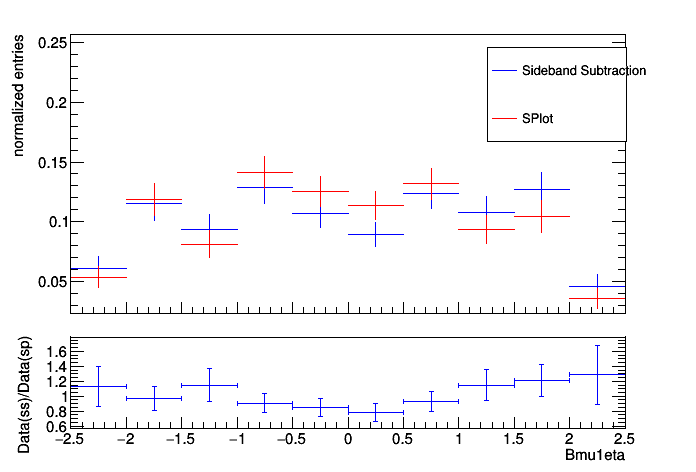 normalized entries
0.25
0.2
0.15
0.1
0.05
Sideband Subtraction
SPlot
Data(ss)/Data(sp)
1.6
1.4
1.2
1
0.8
0.6
−2.5 −2 −1.5 −1 −0.5 0 0.5 1 1.5 2 2.5
Bmu1eta